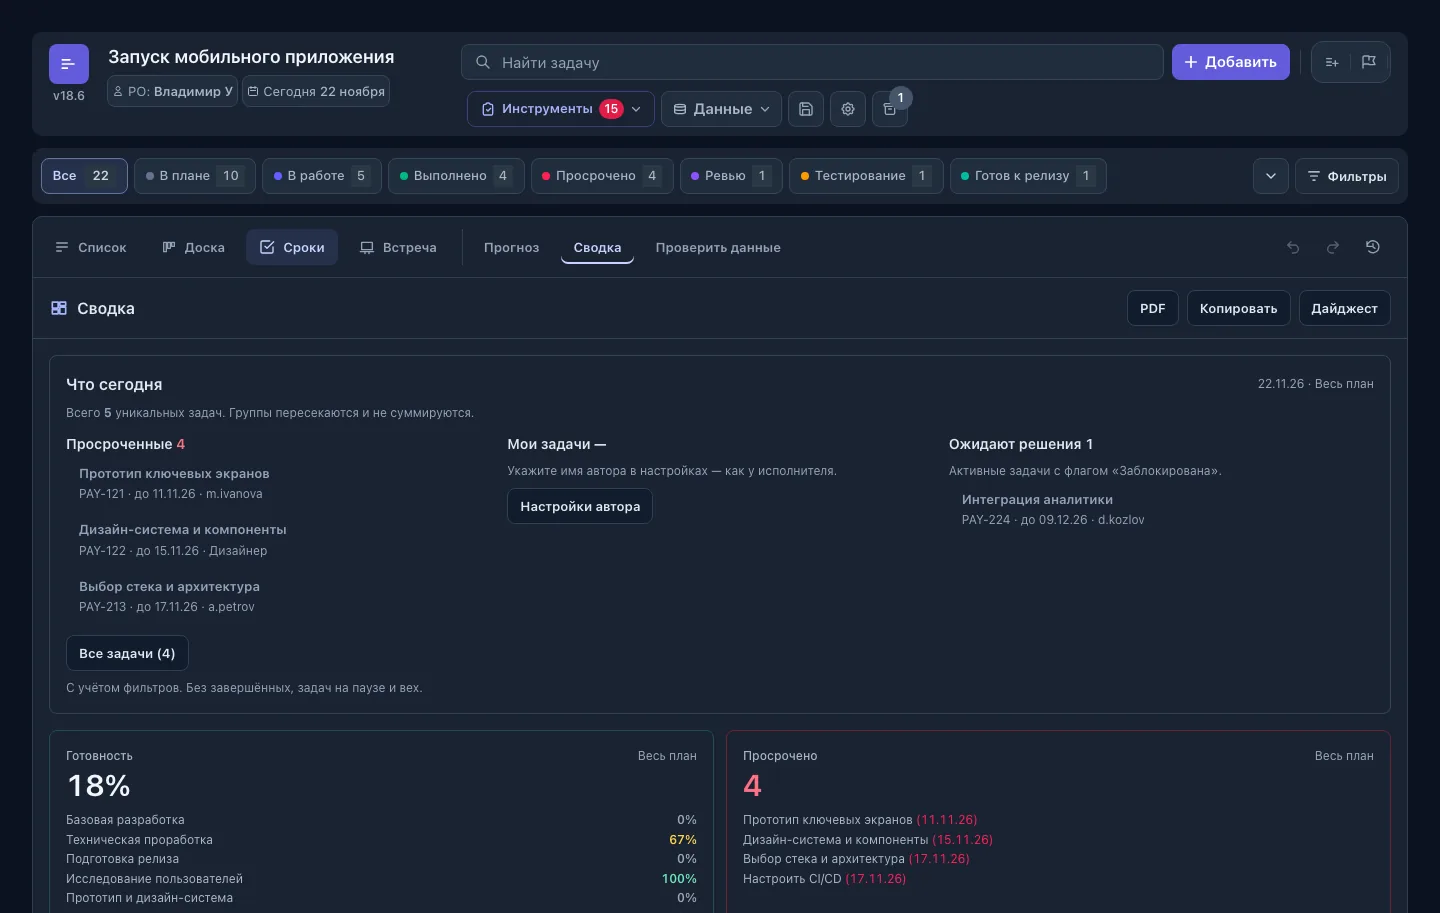 Запуск мобильного приложения
v18.6
PO: Владимир У
Сегодня 22 ноября
Найти задачу
Добавить
Инструменты 15
Данные
1
Все 22
В плане 10
В работе 5
Выполнено 4
Просрочено 4
Ревью 1
Тестирование 1
Готов к релизу 1
Фильтры
Список
Доска
Сроки
Встреча
Прогноз
Сводка
Проверить данные
Сводка
PDF
Копировать
Дайджест
Что сегодня
22.11.26 · Весь план
Всего 5 уникальных задач. Группы пересекаются и не суммируются.
Просроченные 4
Прототип ключевых экранов
PAY-121 · до 11.11.26 · m.ivanova
Дизайн-система и компоненты
PAY-122 · до 15.11.26 · Дизайнер
Выбор стека и архитектура
PAY-213 · до 17.11.26 · a.petrov
Все задачи (4)
Мои задачи —
Укажите имя автора в настройках — как у исполнителя.
Настройки автора
Ожидают решения 1
Активные задачи с флагом «Заблокирована».
Интеграция аналитики
PAY-224 · до 09.12.26 · d.kozlov
С учётом фильтров. Без завершённых, задач на паузе и вех.
Готовность
Весь план
18%
Базовая разработка 0%
Техническая проработка 67%
Подготовка релиза 0%
Исследование пользователей 100%
Прототип и дизайн-система 0%
Просрочено
Весь план
4
Прототип ключевых экранов (11.11.26)
Дизайн-система и компоненты (15.11.26)
Выбор стека и архитектура (17.11.26)
Настроить CI/CD (17.11.26)